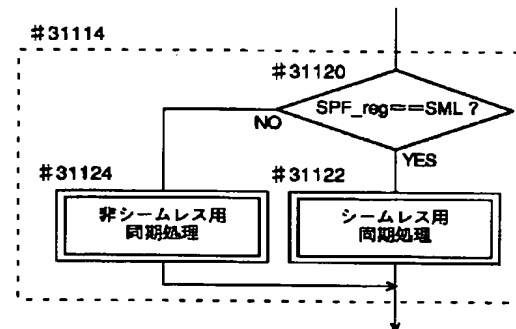 #31114
#31120
SPF_reg==SML ?
NO
YES
#31124
#31122
非シームレス用
同期処理
シームレス用
同期処理